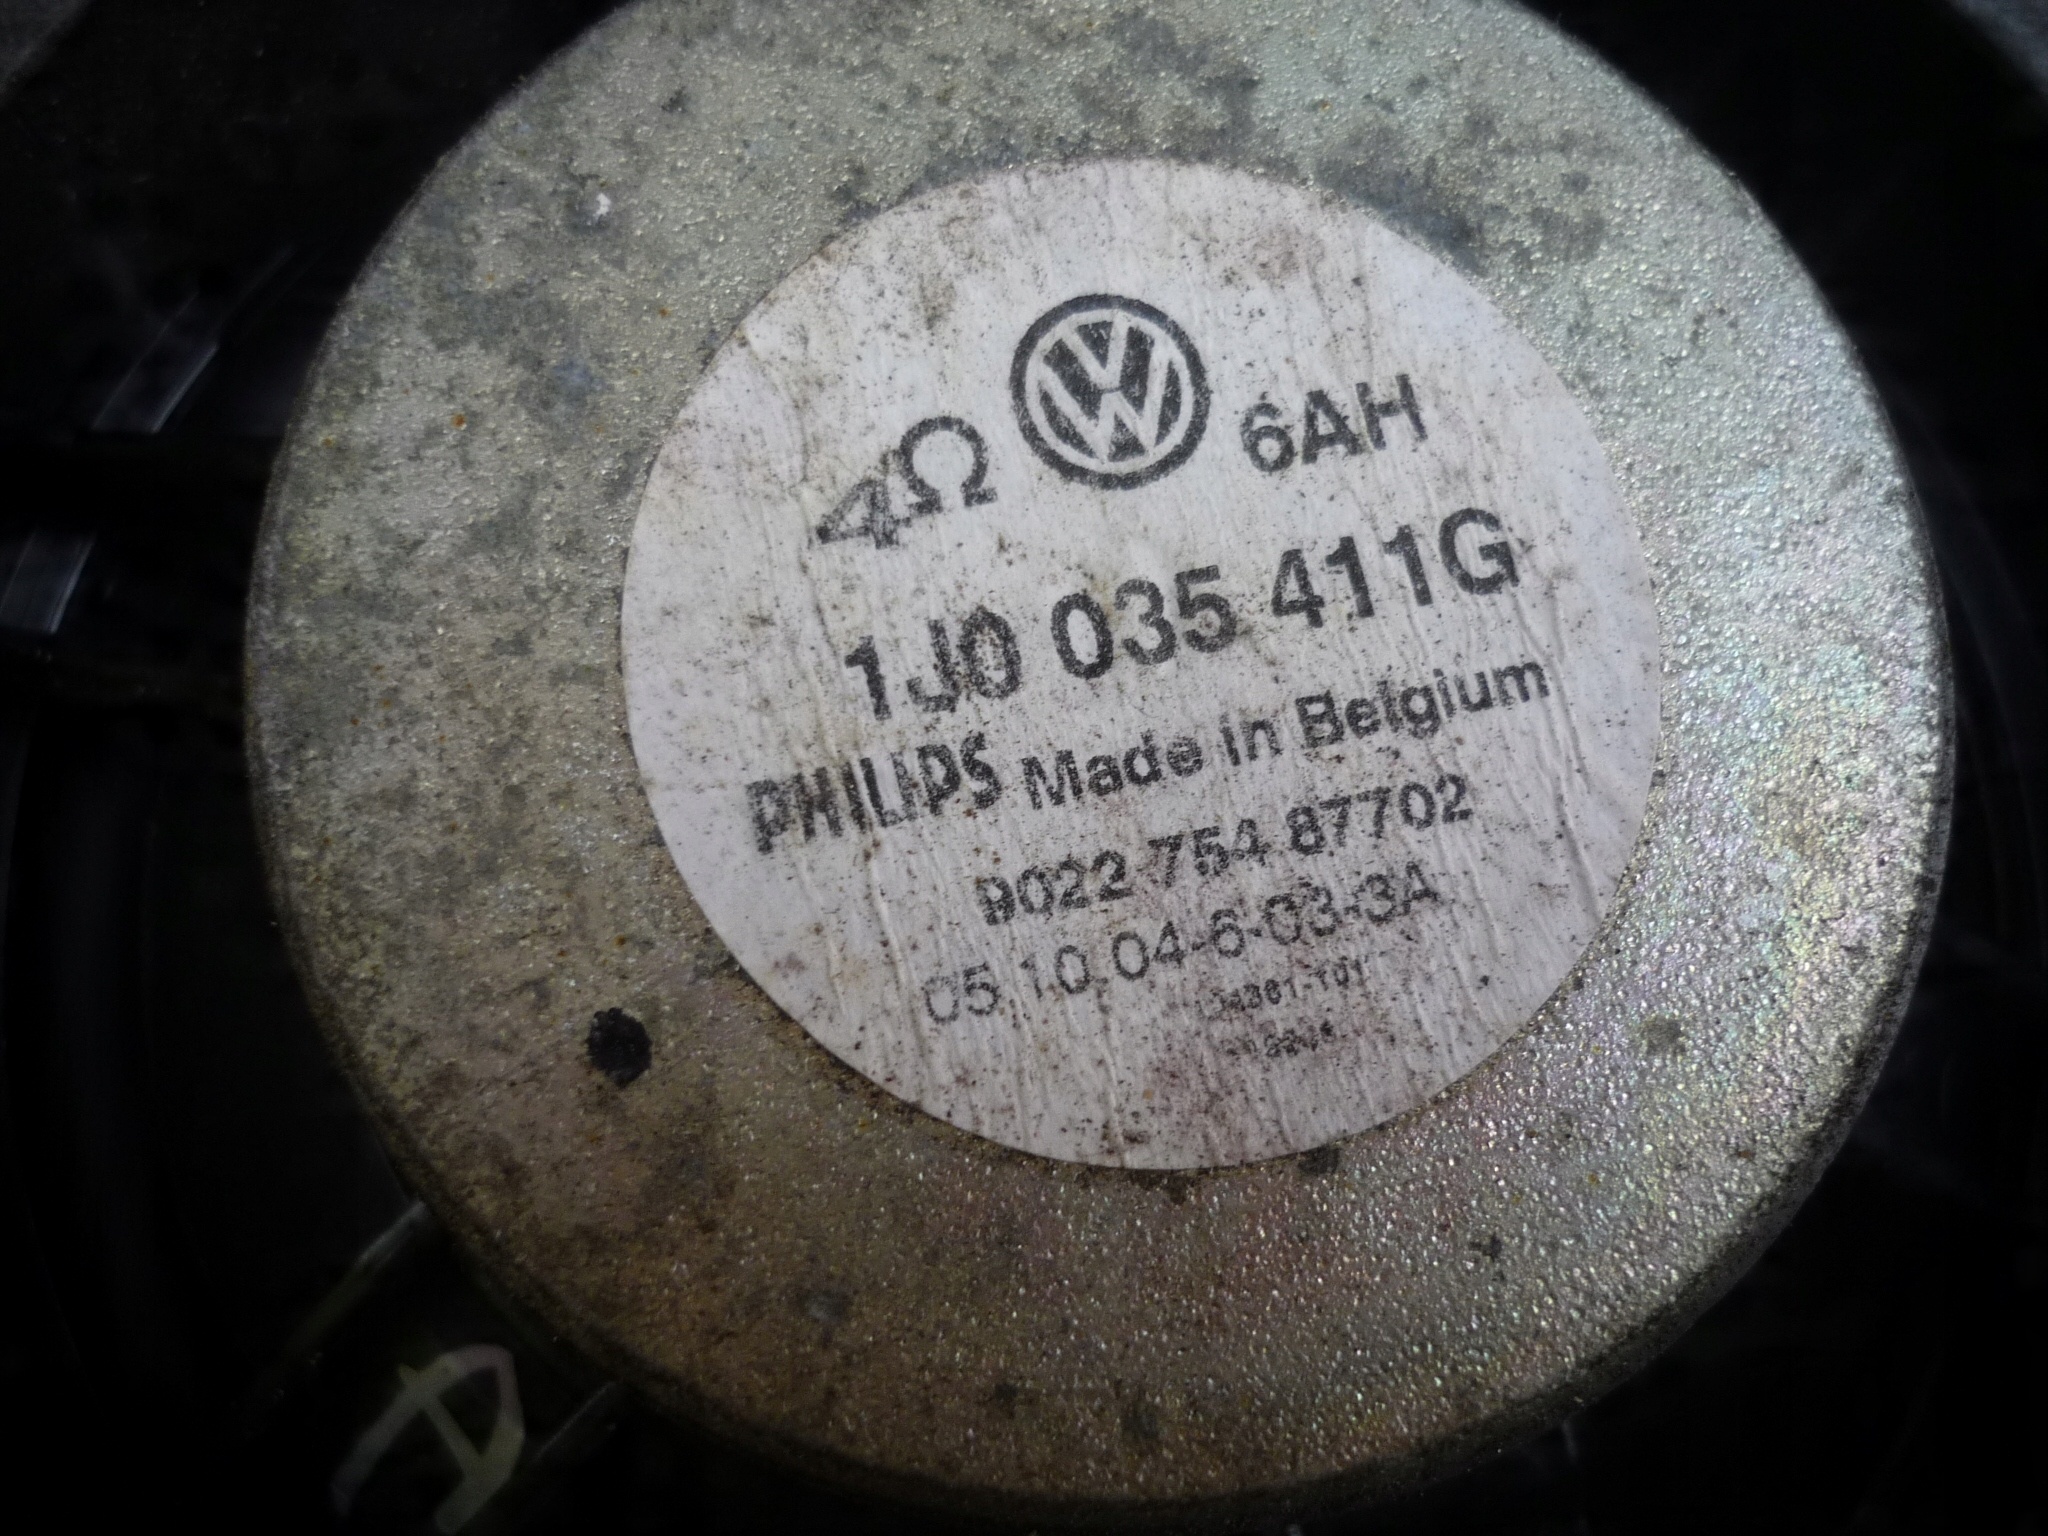 4Ω 6AH
1J0 035 411G
PHILIPS Made in Belgium
9022 754 87702
05.10.04-6-03-3A